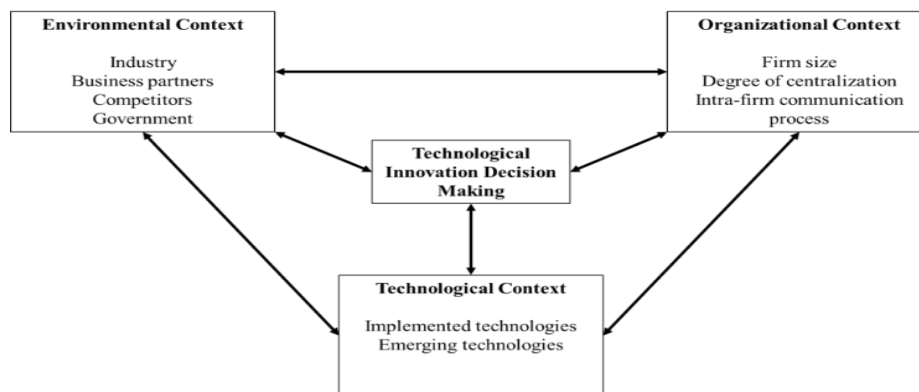 Environmental Context
Industry
Business partners
Competitors
Government
Organizational Context
Firm size
Degree of centralization
Intra-firm communication
process
Technological
Innovation Decision
Making
Technological Context
Implemented technologies
Emerging technologies